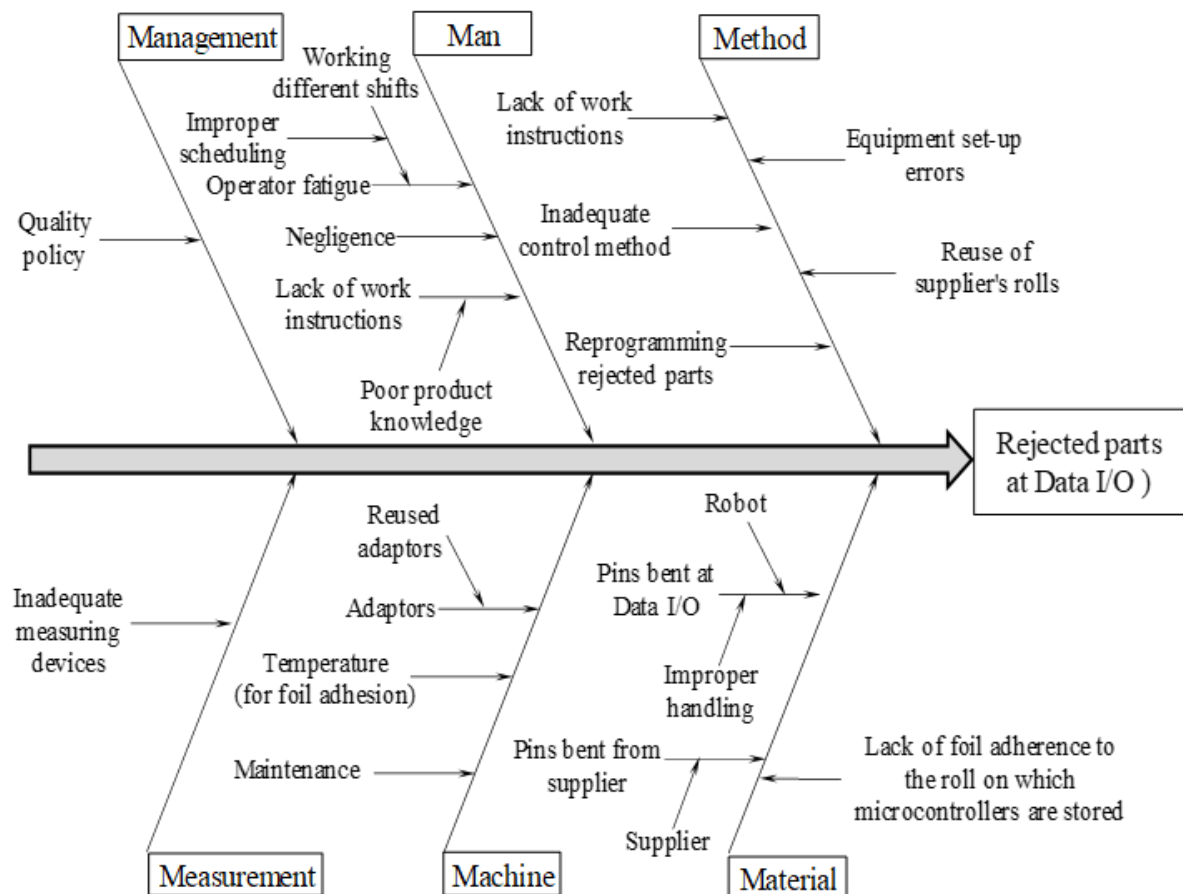 Management
Man
Method
Working
different shifts
Improper
scheduling
Operator fatigue
Quality
policy
Negligence
Lack of work
instructions
Poor product
knowledge
Lack of work
instructions
Equipment set-up
errors
Inadequate
control method
Reuse of
supplier's rolls
Reprogramming
rejected parts
Rejected parts
at Data I/O )
Inadequate
measuring
devices
Reused
adaptors
Adaptors
Temperature
(for foil adhesion)
Maintenance
Robot
Pins bent at
Data I/O
Improper
handling
Pins bent from
supplier
Supplier
Lack of foil adherence to
the roll on which
microcontrollers are stored
Measurement
Machine
Material